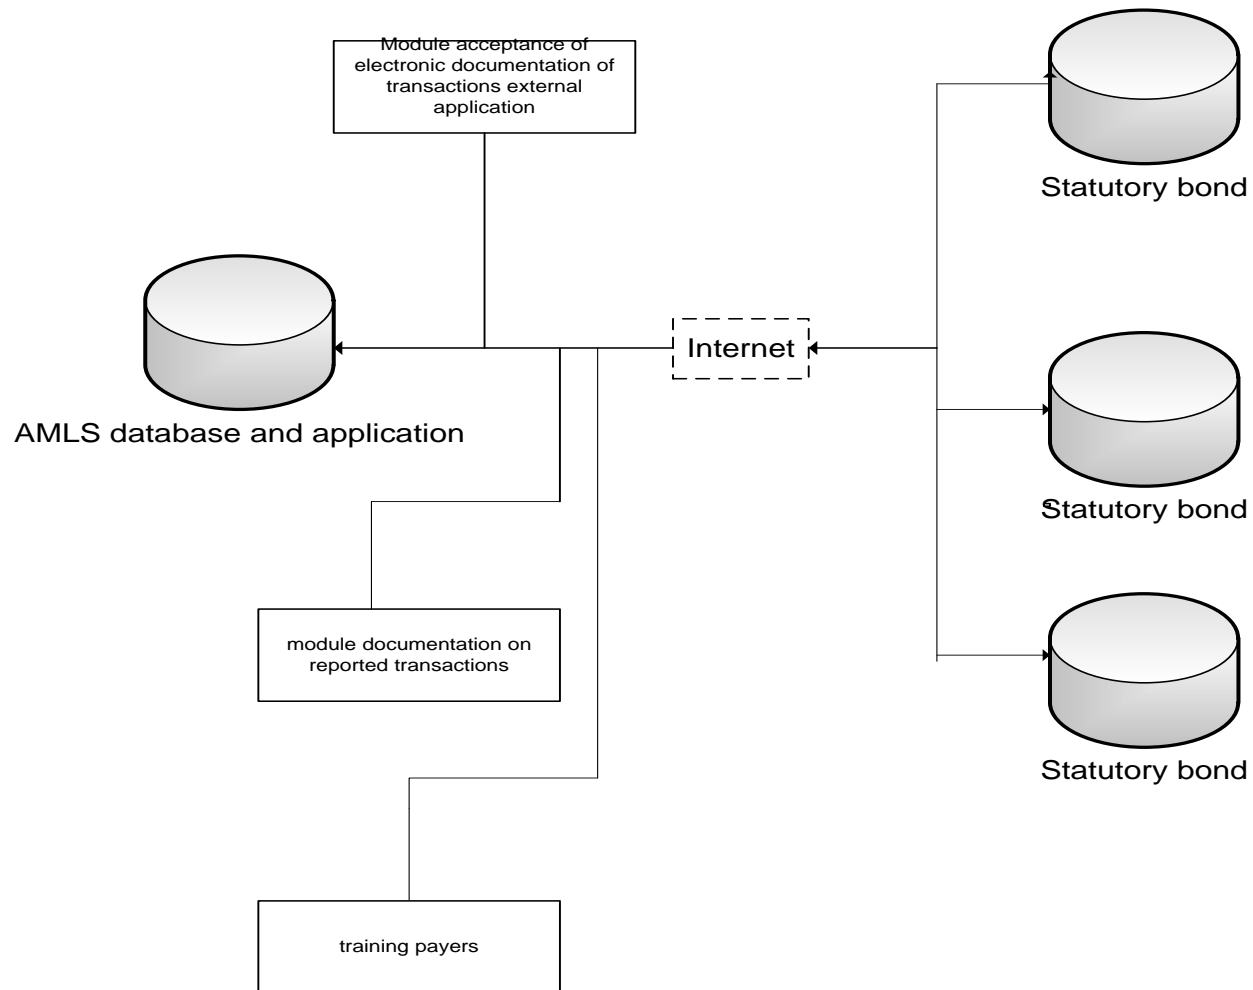 Module acceptance of
electronic documentation of
transactions external
application
Statutory bond
Internet
AMLS database and application
Statutory bond
module documentation on
reported transactions
Statutory bond
training payers